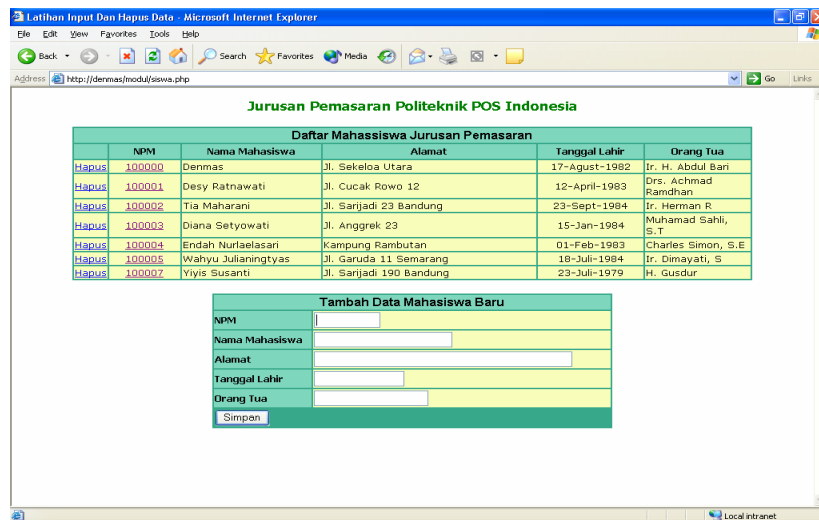 Latihan Input Dan Hapus Data - Microsoft Internet Explorer
File Edit View Favorites Tools Help
Back Search Favorites Media
Address http://denmas/modul/siswa.php Go Links
Jurusan Pemasaran Politeknik POS Indonesia
Daftar Mahassiswa Jurusan Pemasaran
NPM Nama Mahasiswa Alamat Tanggal Lahir Orang Tua
Hapus 100000 Denmas Jl. Sekeloa Utara 17-Agust-1982 Ir. H. Abdul Bari
Hapus 100001 Desy Ratnawati Jl. Cucak Rowo 12 12-April-1983 Drs. Achmad
Ramdhan
Hapus 100002 Tia Maharani Jl. Sarijadi 23 Bandung 23-Sept-1984 Ir. Herman R
Hapus 100003 Diana Setyowati Jl. Anggrek 23 15-Jan-1984 Muhamad Sahli,
S.T
Hapus 100004 Endah Nurlaelasari Kampung Rambutan 01-Feb-1983 Charles Simon, S.E
Hapus 100005 Wahyu Julianingtyas Jl. Garuda 11 Semarang 18-Juli-1984 Ir. Dimayati, S
Hapus 100007 Yiyis Susanti Jl. Sarijadi 190 Bandung 23-Juli-1979 H. Gusdur
Tambah Data Mahasiswa Baru
NPM
Nama Mahasiswa
Alamat
Tanggal Lahir
Orang Tua
Simpan
Local intranet